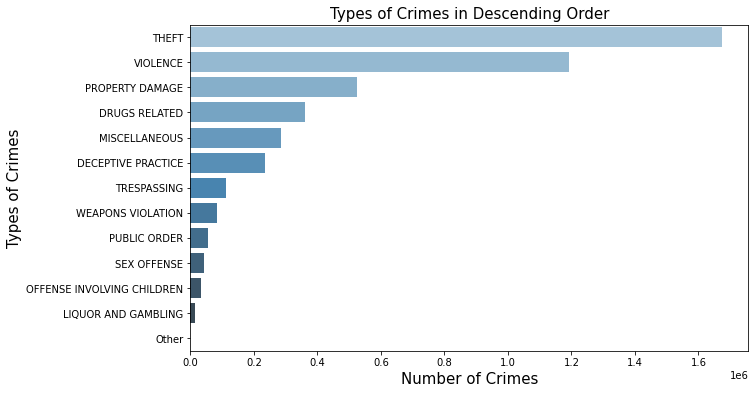 Types of Crimes in Descending Order
Types of Crimes
THEFT
VIOLENCE
PROPERTY DAMAGE
DRUGS RELATED
MISCELLANEOUS
DECEPTIVE PRACTICE
TRESPASSING
WEAPONS VIOLATION
PUBLIC ORDER
SEX OFFENSE
OFFENSE INVOLVING CHILDREN
LIQUOR AND GAMBLING
Other
0.0 0.2 0.4 0.6 0.8 1.0 1.2 1.4 1.6
1e6
Number of Crimes